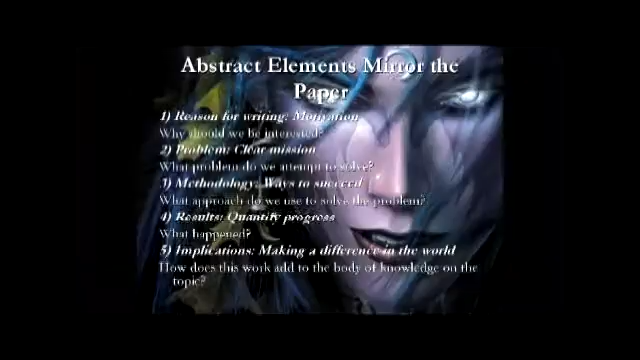 Abstract Elements Mirror the
Paper
1) Reason for writing: Motivation
Why should we be interested?
2) Problem: Clear mission
What problem do we attempt to solve?
3) Methodology: Ways to succeed
What approach do we use to solve the problem?
4) Results: Quantify progress
What happened?
5) Implications: Making a difference in the world
How does this work add to the body of knowledge on the
topic?